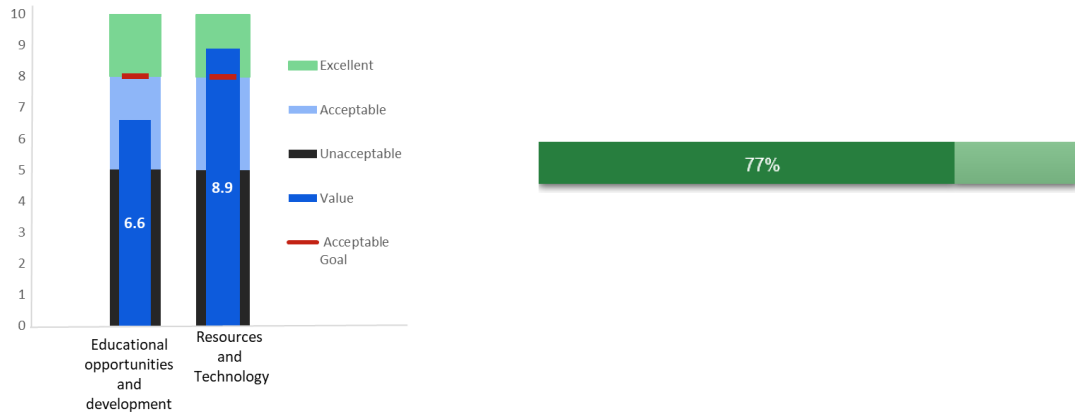 10
9
8
7
6
5
4
3
2
1
0
6.6
8.9
Educational
opportunities
and
development
Resources
and
Technology
Excellent
Acceptable
Unacceptable
Value
Acceptable
Goal
77%